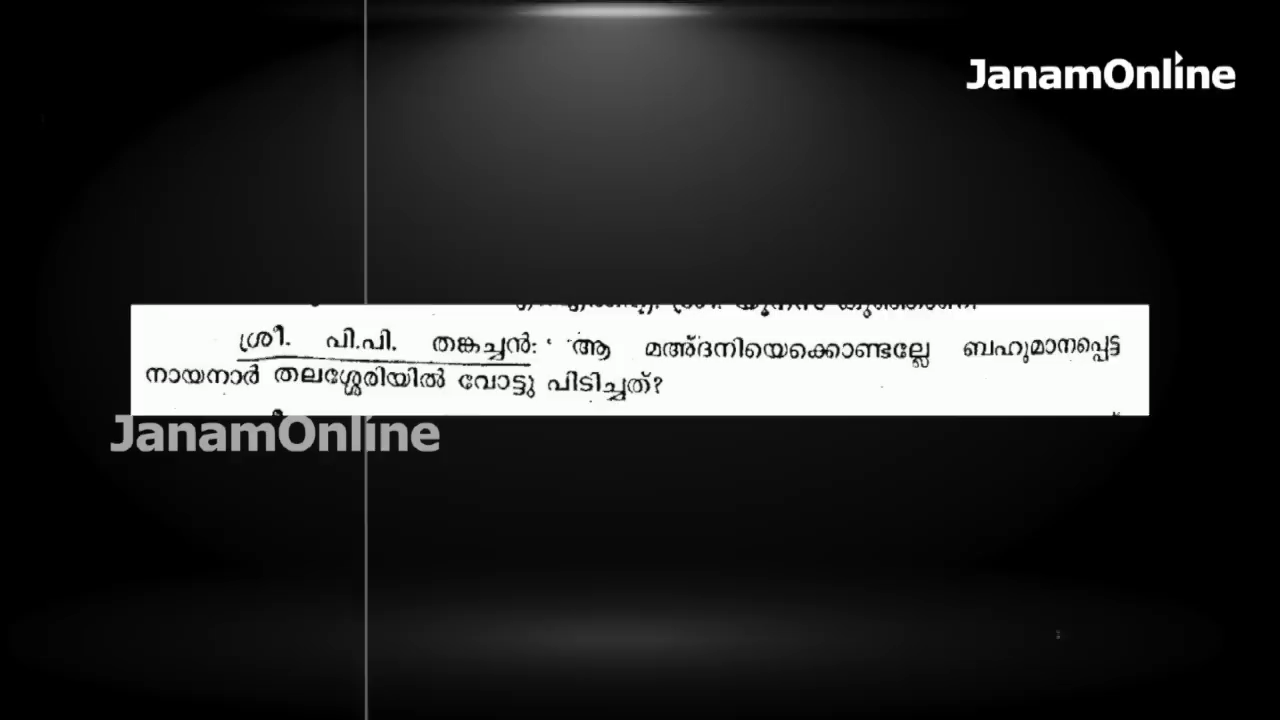 JanamOnline
ശ്രീ. പി.പി. തങ്കച്ചൻ: ആ മഅ്ദനിയെക്കൊണ്ടല്ലേ ബഹുമാനപ്പെട്ട
നായനാർ തലശ്ശേരിയിൽ വോട്ടു പിടിച്ചത്?
JanamOnline